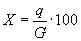 X = q/G · 100